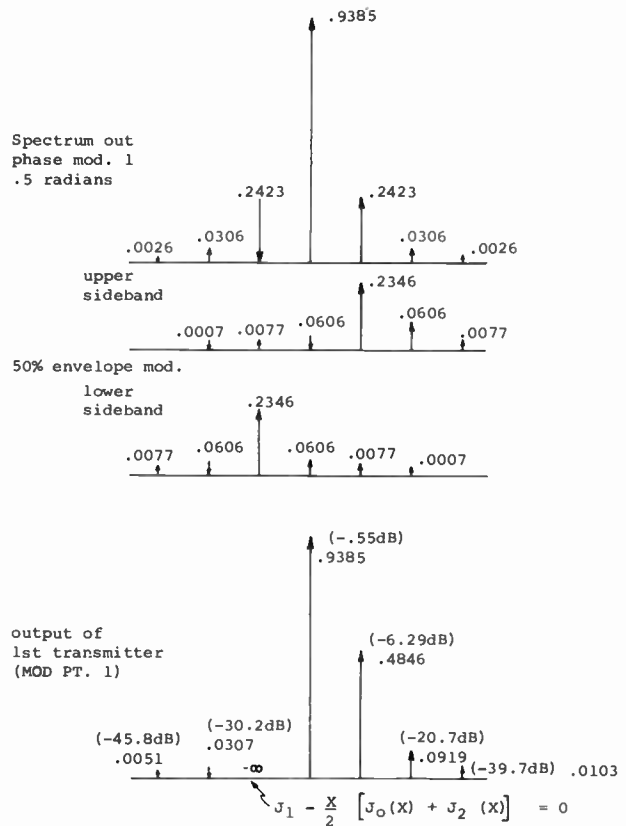 .9385
Spectrum out
phase mod. 1
.5 radians
.2423
.2423
.0026
.0306
.0306
.0026
upper
sideband
.2346
.0007
.0077
.0606
.0606
.0077
50% envelope mod.
lower
sideband
.2346
.0077
.0606
.0606
.0077
.0007
(-.55dB)
.9385
output of
1st transmitter
(MOD PT. 1)
(-6.29dB)
.4846
(-45.8dB)
.0051
(-30.2dB)
.0307
-∞
(-20.7dB)
.0919
(-39.7dB) .0103
J₁ - X/2 [J₀(X) + J₂ (X)] = 0